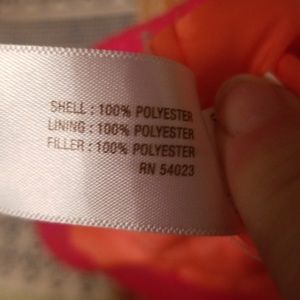 SHELL : 100% POLYESTER
LINING : 100% POLYESTER
FILLER : 100% POLYESTER
RN 54023